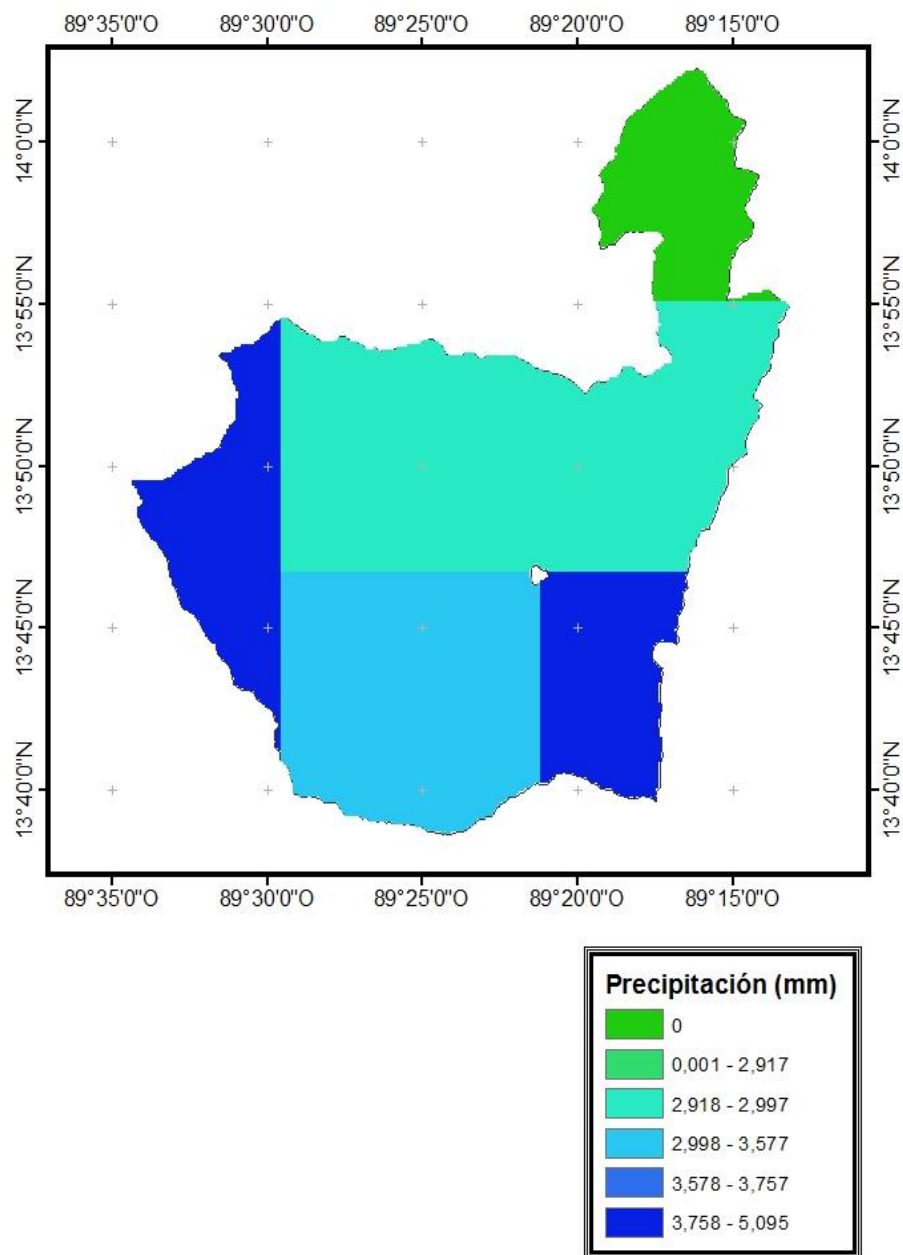 89°35'0"O 89°30'0"O 89°25'0"O 89°20'0"O 89°15'0"O
14°0'0"N 14°0'0"N
13°55'0"N 13°55'0"N
13°50'0"N 13°50'0"N
13°45'0"N 13°45'0"N
13°40'0"N 13°40'0"N
89°35'0"O 89°30'0"O 89°25'0"O 89°20'0"O 89°15'0"O
Precipitación (mm)
0
0,001 - 2,917
2,918 - 2,997
2,998 - 3,577
3,578 - 3,757
3,758 - 5,095